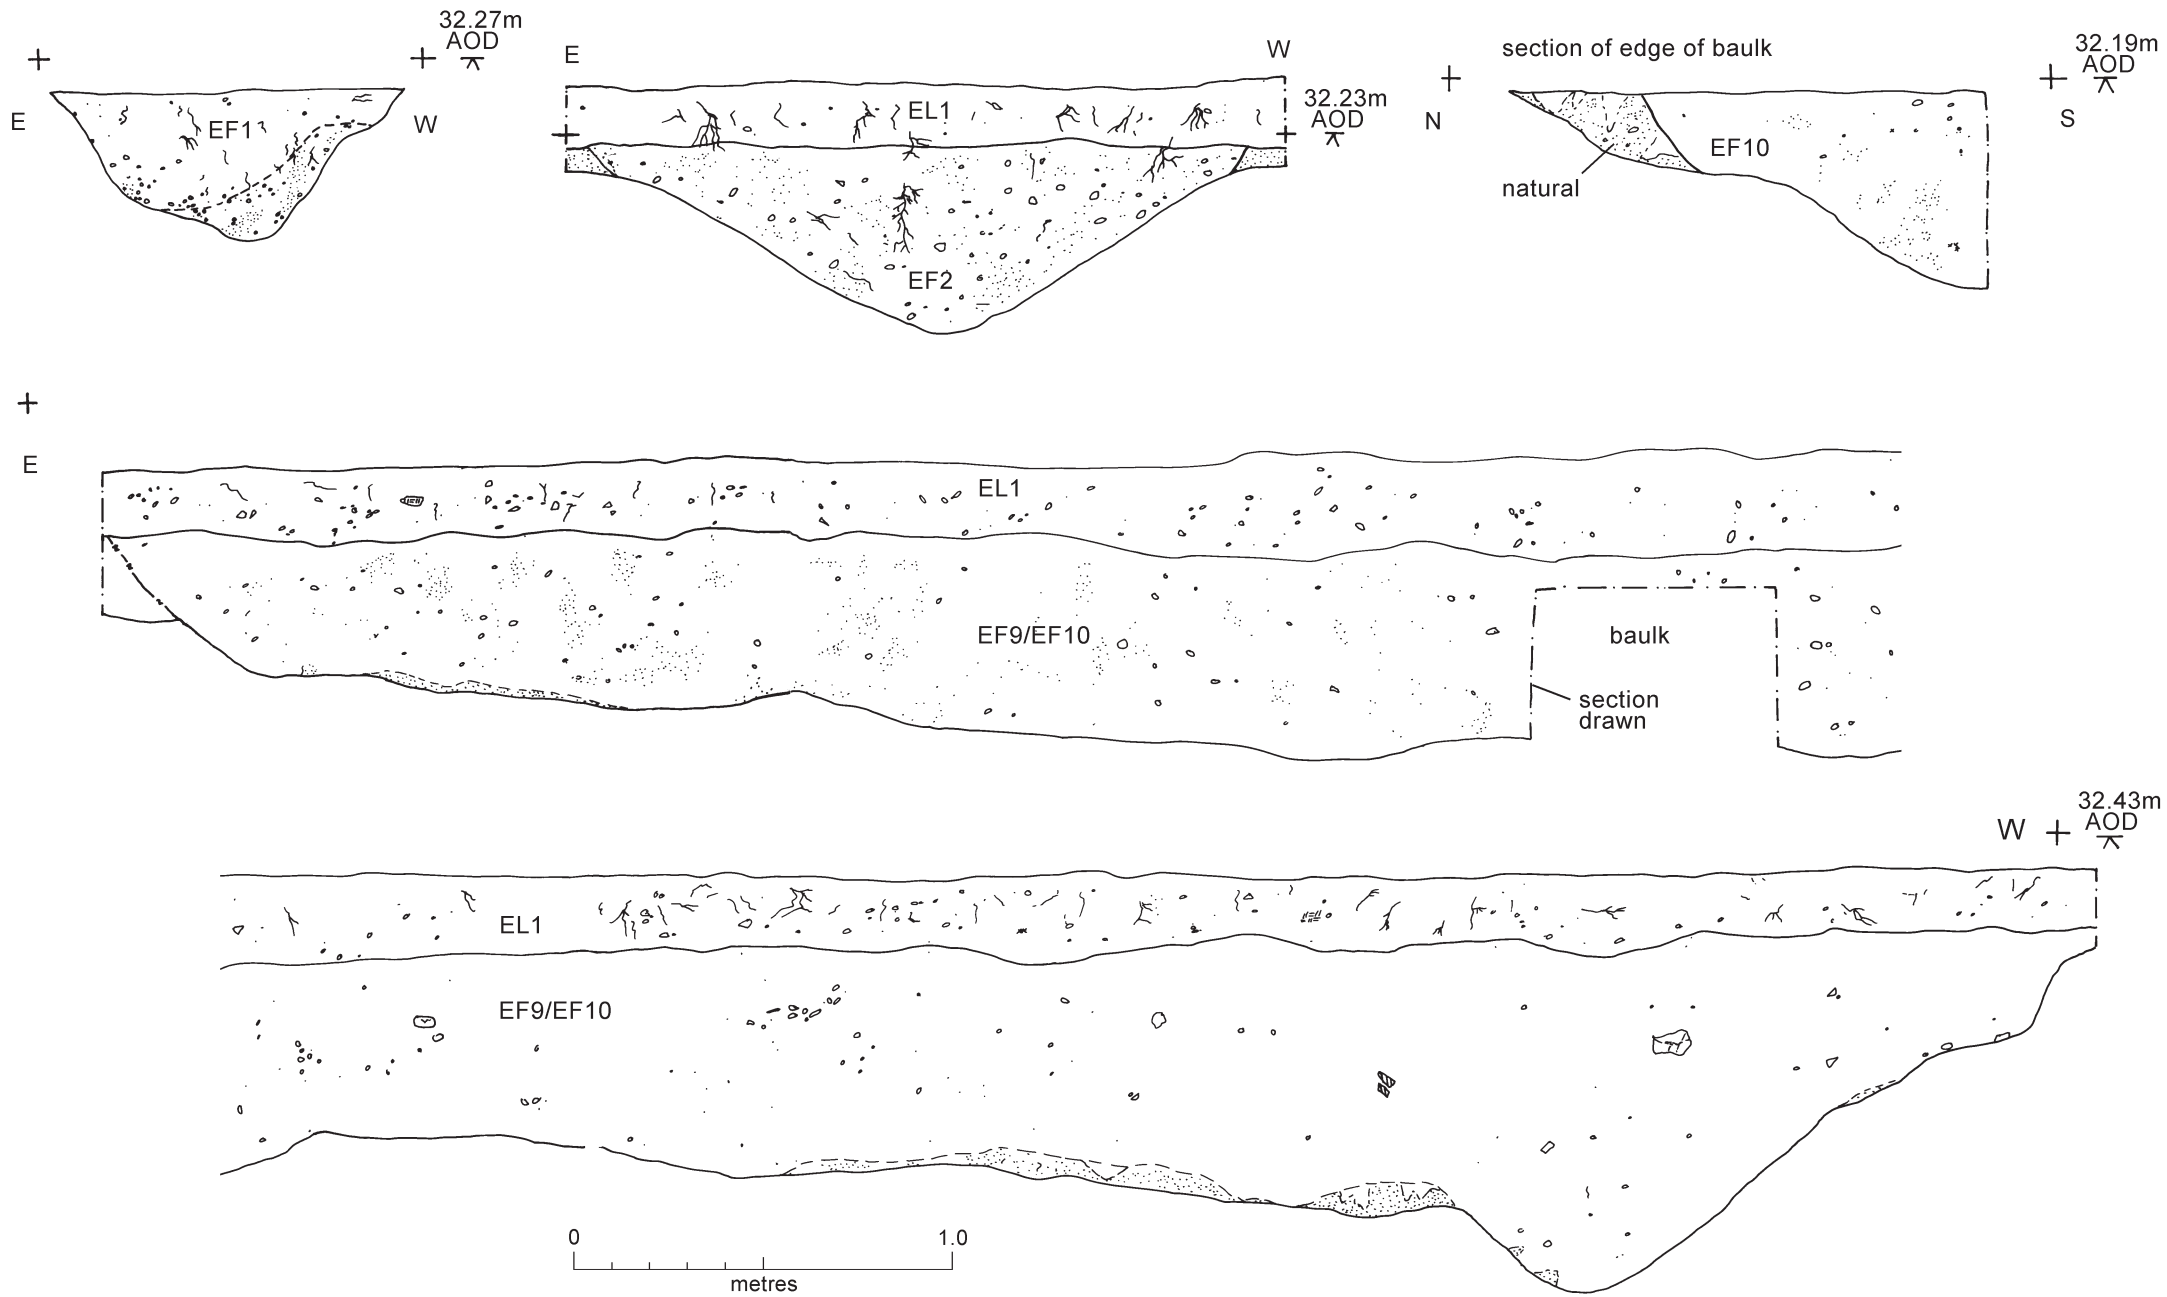 32.27m
AOD
E
EF1
W
E
W
EL1
32.23m
AOD
EF2
section of edge of baulk
32.19m
AOD
N
S
EF10
natural
E
EL1
EF9/EF10
baulk
section
drawn
32.43m
AOD
W
EL1
EF9/EF10
0
1.0
metres